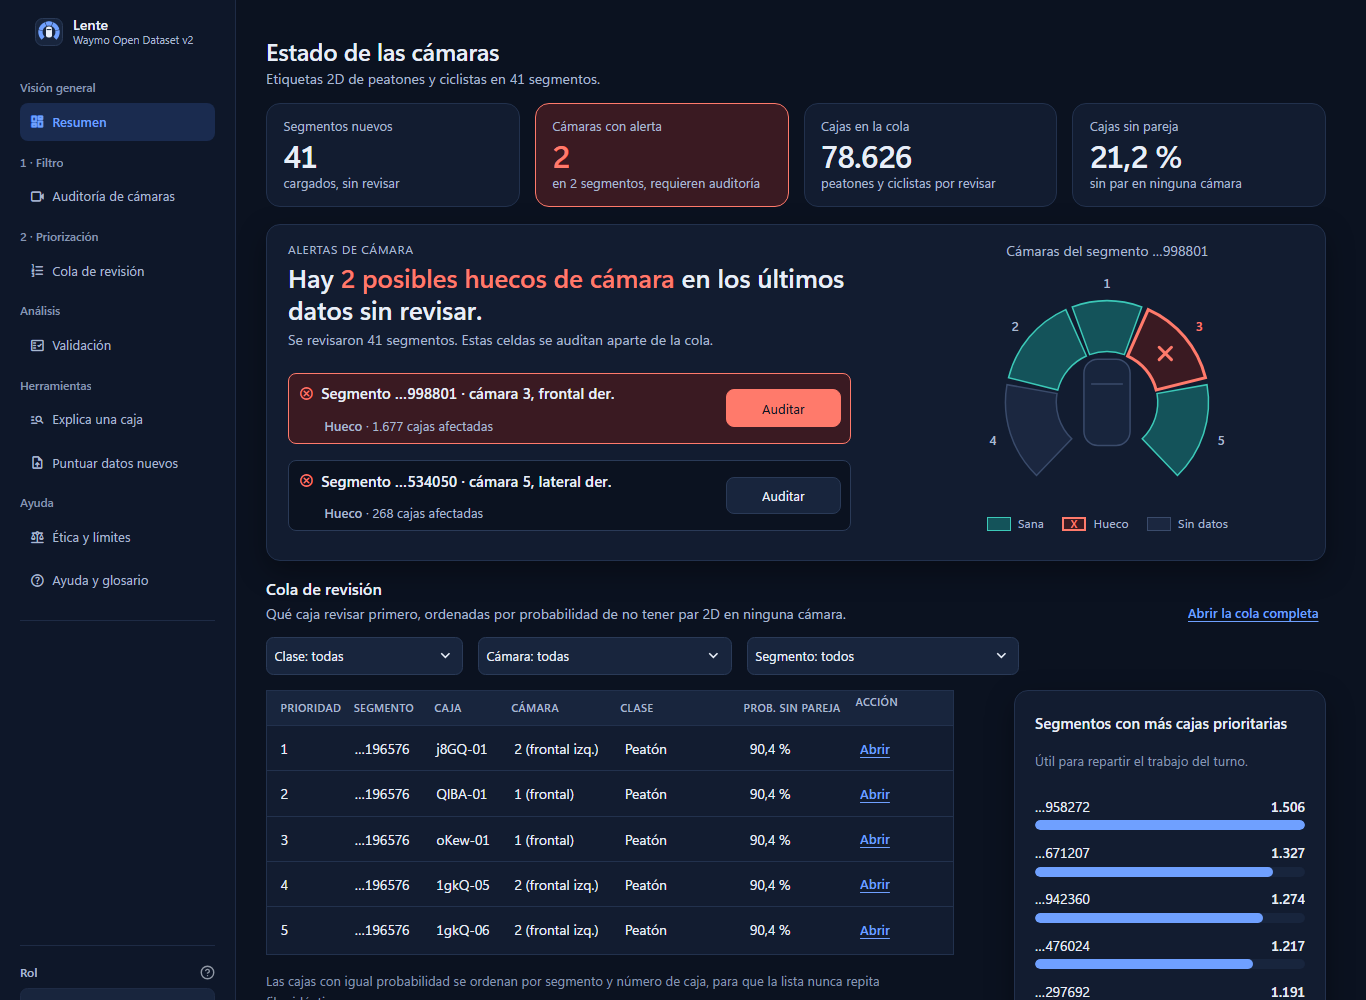 Lente
Waymo Open Dataset v2
Visión general
Resumen
1 · Filtro
Auditoría de cámaras
2 · Priorización
Cola de revisión
Análisis
Validación
Herramientas
Explica una caja
Puntuar datos nuevos
Ayuda
Ética y límites
Ayuda y glosario
Rol
Estado de las cámaras
Etiquetas 2D de peatones y ciclistas en 41 segmentos.
Segmentos nuevos
41
cargados, sin revisar
Cámaras con alerta
2
en 2 segmentos, requieren auditoría
Cajas en la cola
78.626
peatones y ciclistas por revisar
Cajas sin pareja
21,2 %
sin par en ninguna cámara
ALERTAS DE CÁMARA
Hay 2 posibles huecos de cámara en los últimos
datos sin revisar.
Se revisaron 41 segmentos. Estas celdas se auditan aparte de la cola.
Segmento ...998801 · cámara 3, frontal der.
Hueco · 1.677 cajas afectadas
Auditar
Segmento ...534050 · cámara 5, lateral der.
Hueco · 268 cajas afectadas
Auditar
Cámaras del segmento ...998801
1
2
3
4
5
Sana
X Hueco
Sin datos
Cola de revisión
Qué caja revisar primero, ordenadas por probabilidad de no tener par 2D en ninguna cámara.
Abrir la cola completa
Clase: todas
Cámara: todas
Segmento: todos
PRIORIDAD SEGMENTO CAJA CÁMARA CLASE PROB. SIN PAREJA ACCIÓN
1 ...196576 j8GQ-01 2 (frontal izq.) Peatón 90,4 % Abrir
2 ...196576 QlBA-01 1 (frontal) Peatón 90,4 % Abrir
3 ...196576 oKew-01 1 (frontal) Peatón 90,4 % Abrir
4 ...196576 1gkQ-05 2 (frontal izq.) Peatón 90,4 % Abrir
5 ...196576 1gkQ-06 2 (frontal izq.) Peatón 90,4 % Abrir
Las cajas con igual probabilidad se ordenan por segmento y número de caja, para que la lista nunca repita
Segmentos con más cajas prioritarias
Útil para repartir el trabajo del turno.
...958272 1.506
...671207 1.327
...942360 1.274
...476024 1.217
...297692 1.191